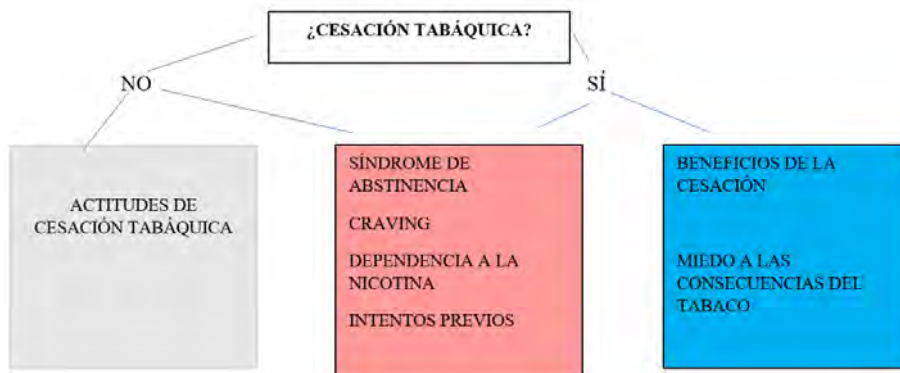 ¿CESACIÓN TABÁQUICA?
NO
SÍ
ACTITUDES DE
CESACIÓN TABÁQUICA
SÍNDROME DE
ABSTINENCIA
CRAVING
DEPENDENCIA A LA
NICOTINA
INTENTOS PREVIOS
BENEFICIOS DE LA
CESACIÓN
MIEDO A LAS
CONSECUENCIAS DEL
TABACO